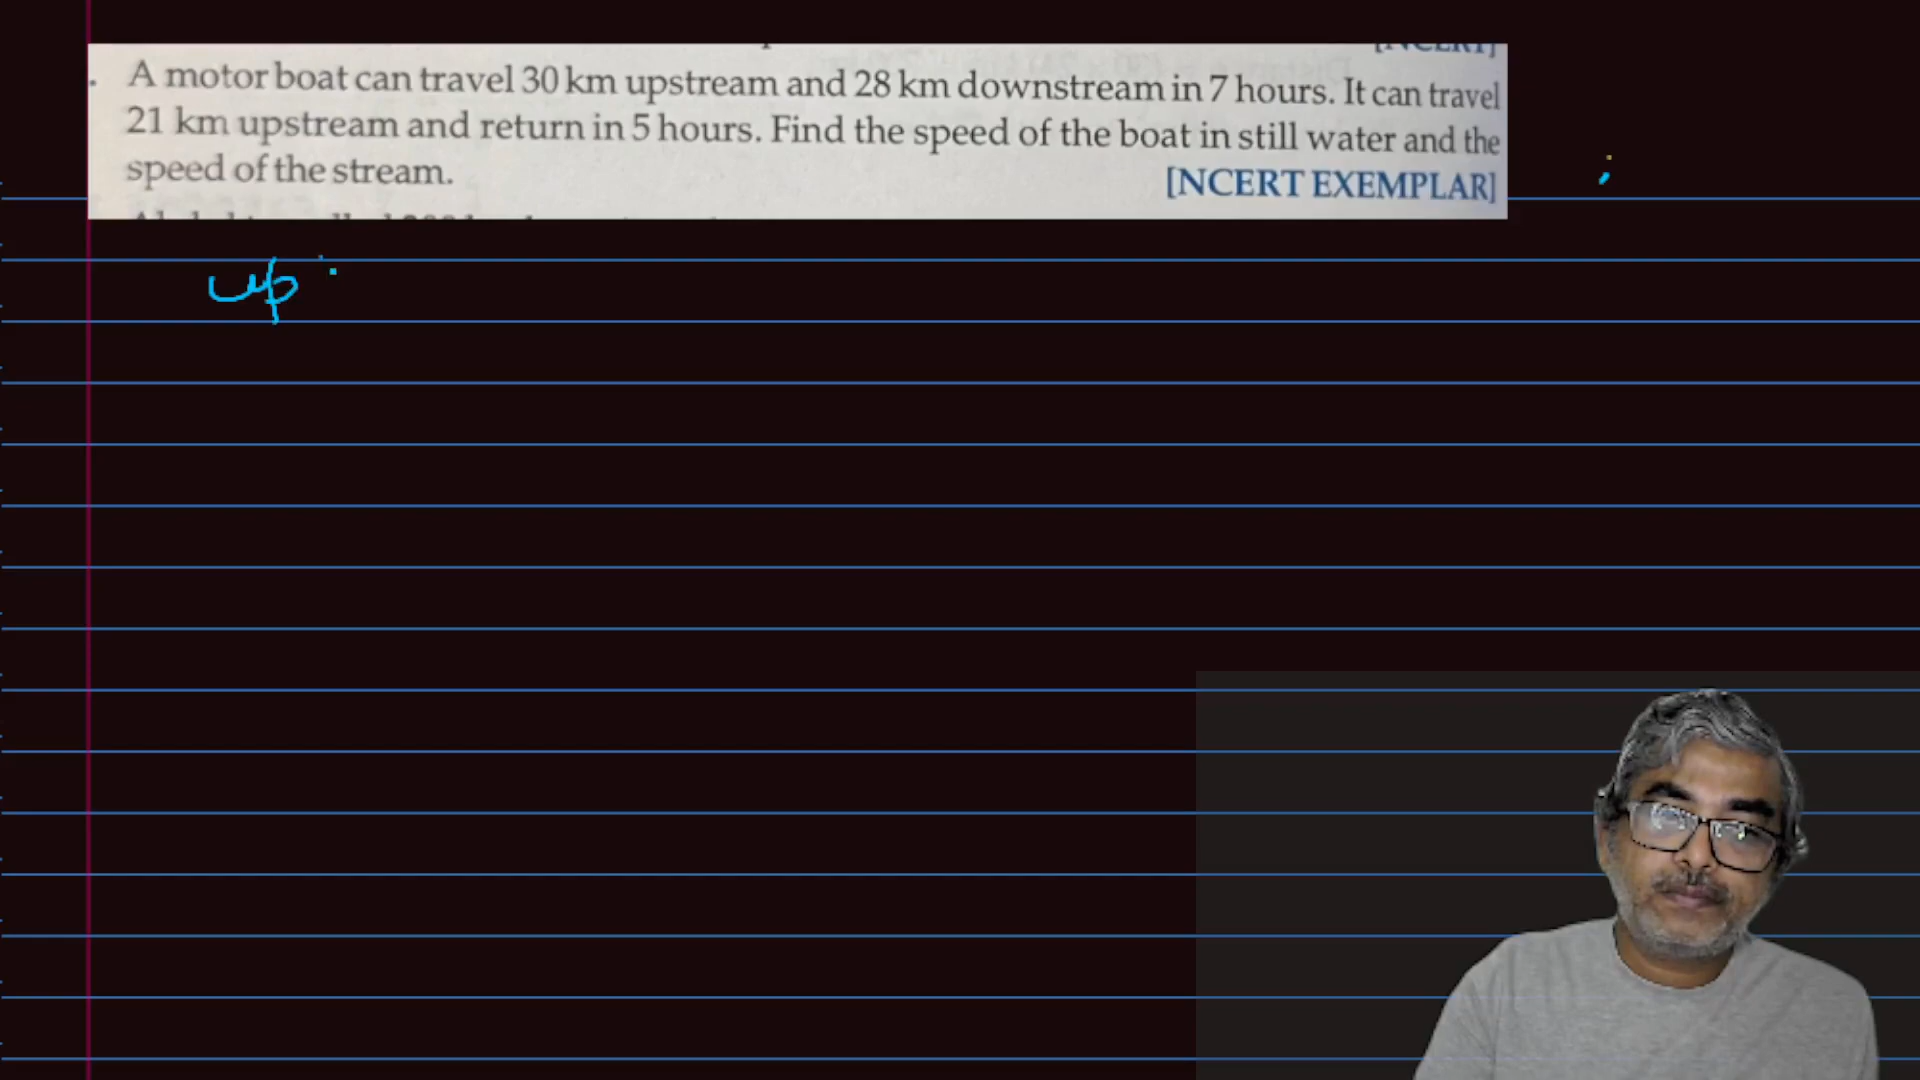 [NCERT]
. A motor boat can travel 30 km upstream and 28 km downstream in 7 hours. It can travel
21 km upstream and return in 5 hours. Find the speed of the boat in still water and the
speed of the stream.
[NCERT EXEMPLAR]
up